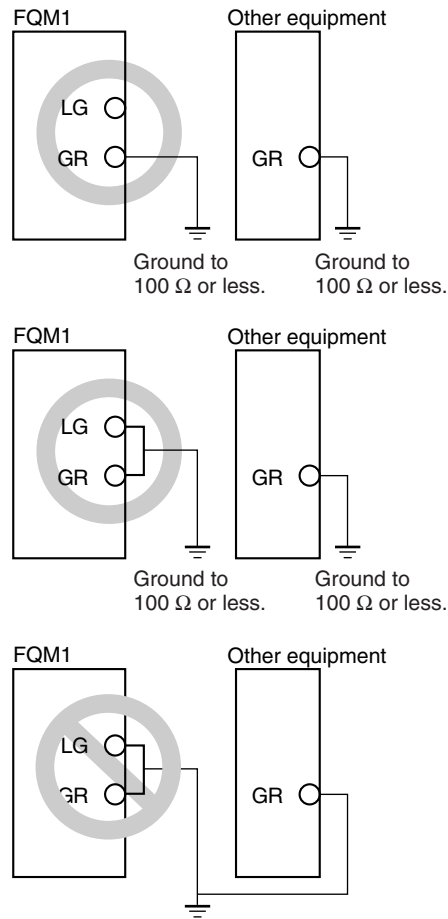 FQM1
Other equipment
LG
GR
GR
Ground to
100 Ω or less.
Ground to
100 Ω or less.
FQM1
Other equipment
LG
GR
GR
Ground to
100 Ω or less.
Ground to
100 Ω or less.
FQM1
Other equipment
LG
GR
GR